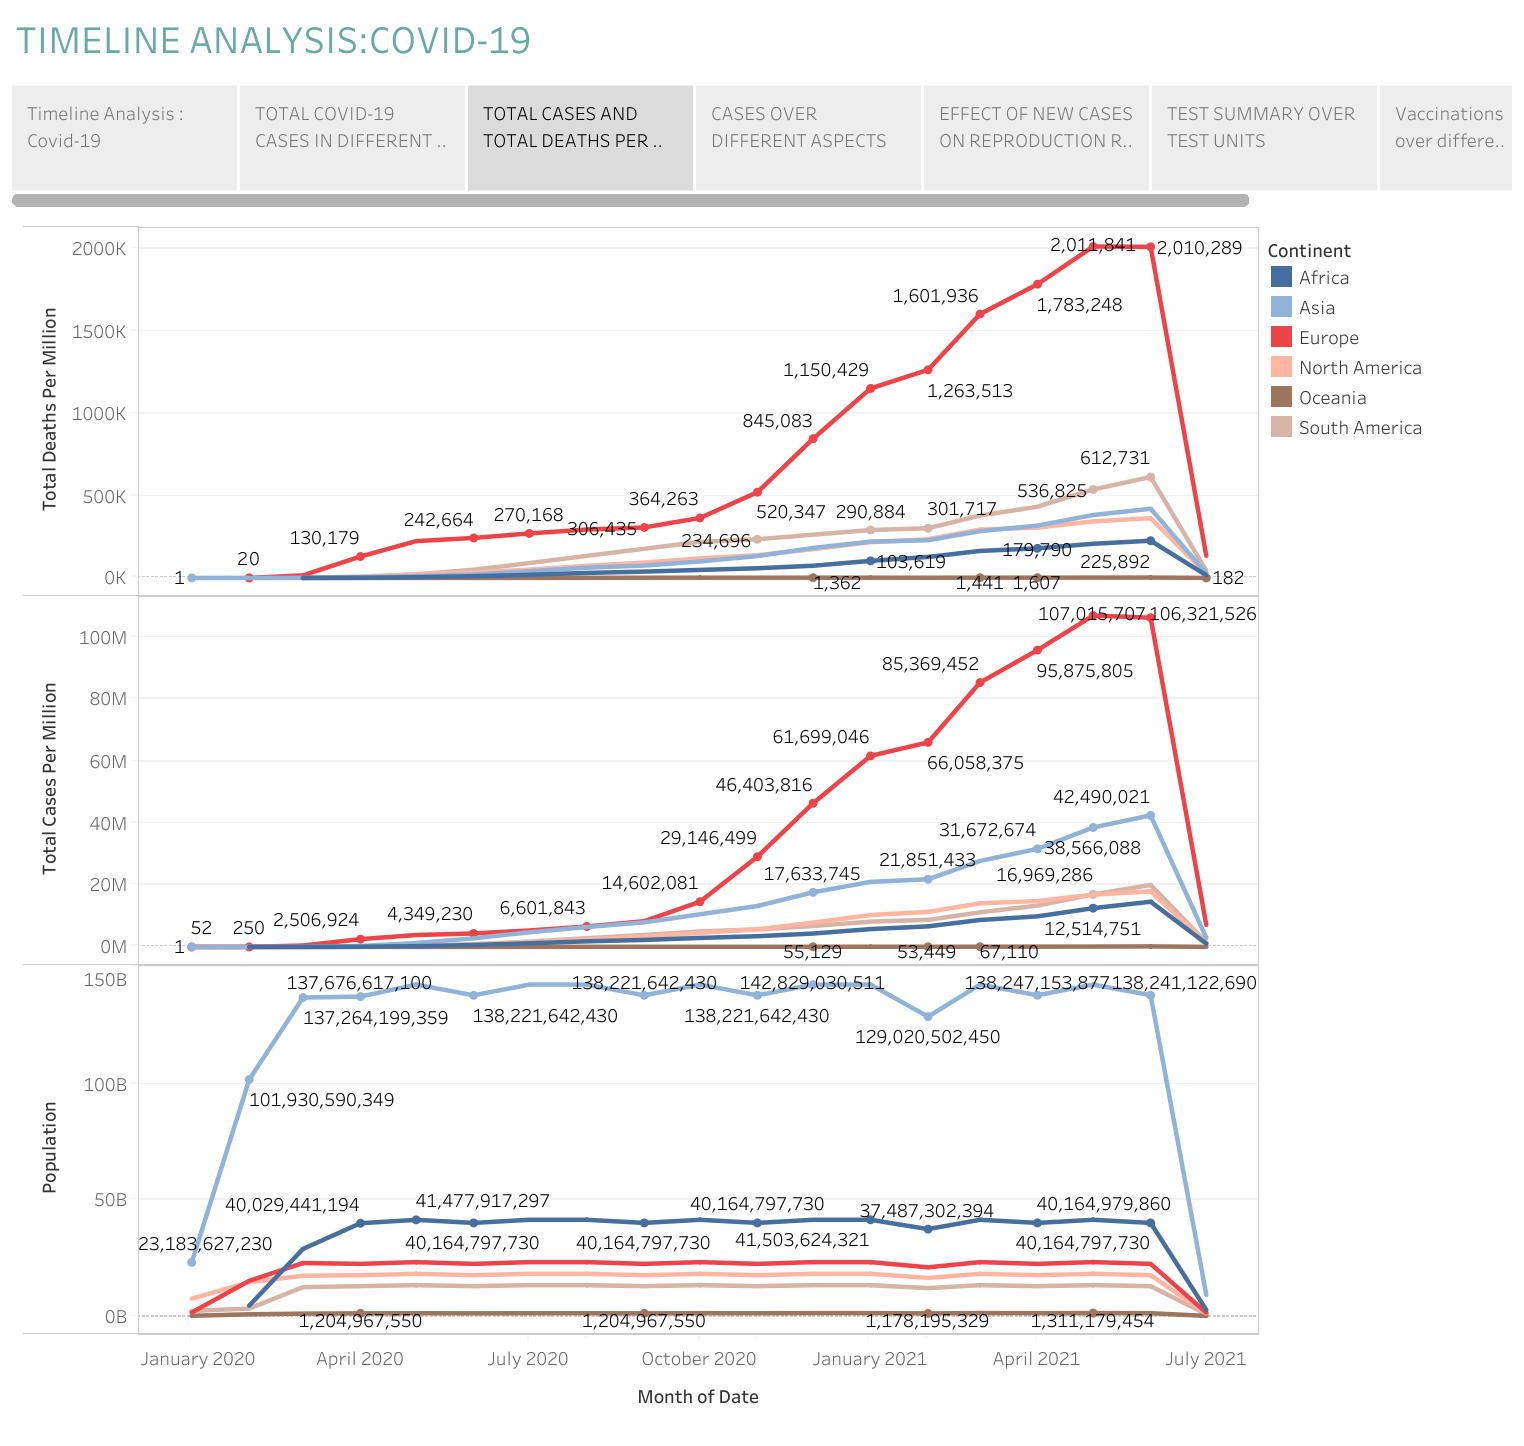 TIMELINE ANALYSIS:COVID-19
Timeline Analysis :
Covid-19
TOTAL COVID-19
CASES IN DIFFERENT ..
TOTAL CASES AND
TOTAL DEATHS PER ..
CASES OVER
DIFFERENT ASPECTS
EFFECT OF NEW CASES
ON REPRODUCTION R..
TEST SUMMARY OVER
TEST UNITS
Vaccinations
over differe..
Continent
Africa
Asia
Europe
North America
Oceania
South America
Total Deaths Per Million
2000K
1500K
1000K
500K
0K
2,011,841
2,010,289
1,601,936
1,783,248
1,150,429
1,263,513
845,083
612,731
536,825
364,263
520,347
290,884
301,717
242,664
270,168
306,435
130,179
234,696
20
103,619
179,790
225,892
1
1,362
1,441
1,607
182
Total Cases Per Million
100M
80M
60M
40M
20M
0M
107,015,707
106,321,526
85,369,452
95,875,805
61,699,046
66,058,375
46,403,816
42,490,021
29,146,499
31,672,674
38,566,088
17,633,745
21,851,433
16,969,286
14,602,081
52
250
2,506,924
4,349,230
6,601,843
12,514,751
1
55,129
53,449
67,110
Population
150B
100B
50B
0B
137,676,617,100
138,221,642,430
142,829,030,511
138,247,153,877
138,241,122,690
137,264,199,359
138,221,642,430
138,221,642,430
129,020,502,450
101,930,590,349
40,029,441,194
41,477,917,297
40,164,797,730
37,487,302,394
40,164,979,860
23,183,627,230
40,164,797,730
40,164,797,730
41,503,624,321
40,164,797,730
1,204,967,550
1,204,967,550
1,178,195,329
1,311,179,454
January 2020
April 2020
July 2020
October 2020
January 2021
April 2021
July 2021
Month of Date